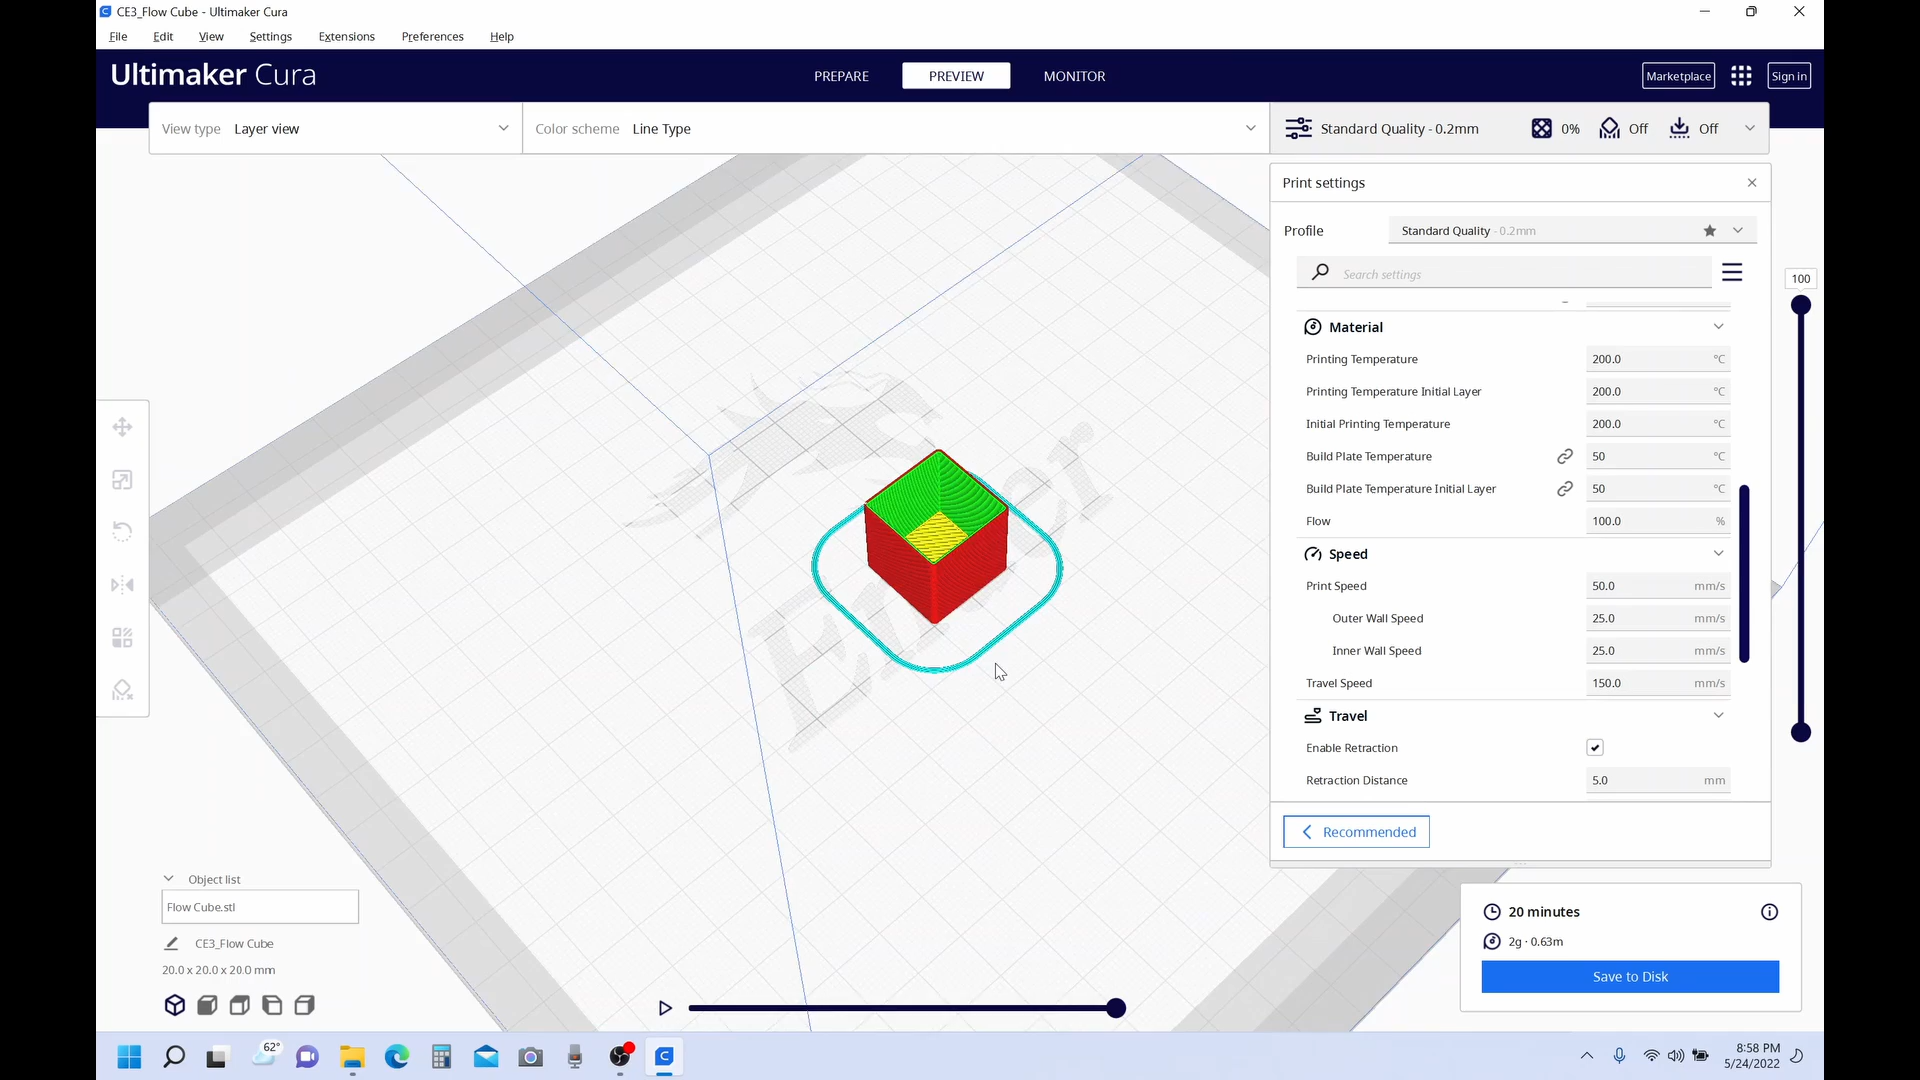 CE3_Flow Cube - Ultimaker Cura
File Edit View Settings Extensions Preferences Help
Ultimaker Cura
PREPARE PREVIEW MONITOR
Marketplace Sign in
View type Layer view
Color scheme Line Type
Standard Quality - 0.2mm 0% Off Off
Print settings
Profile Standard Quality - 0.2mm
Search settings
100
Material
Printing Temperature 200.0 °C
Printing Temperature Initial Layer 200.0 °C
Initial Printing Temperature 200.0 °C
Build Plate Temperature 50 °C
Build Plate Temperature Initial Layer 50 °C
Flow 100.0 %
Speed
Print Speed 50.0 mm/s
Outer Wall Speed 25.0 mm/s
Inner Wall Speed 25.0 mm/s
Travel Speed 150.0 mm/s
Travel
Enable Retraction
Retraction Distance 5.0 mm
Recommended
Object list
Flow Cube.stl
CE3_Flow Cube
20.0 x 20.0 x 20.0 mm
20 minutes
2g · 0.63m
Save to Disk
62°
8:58 PM
5/24/2022